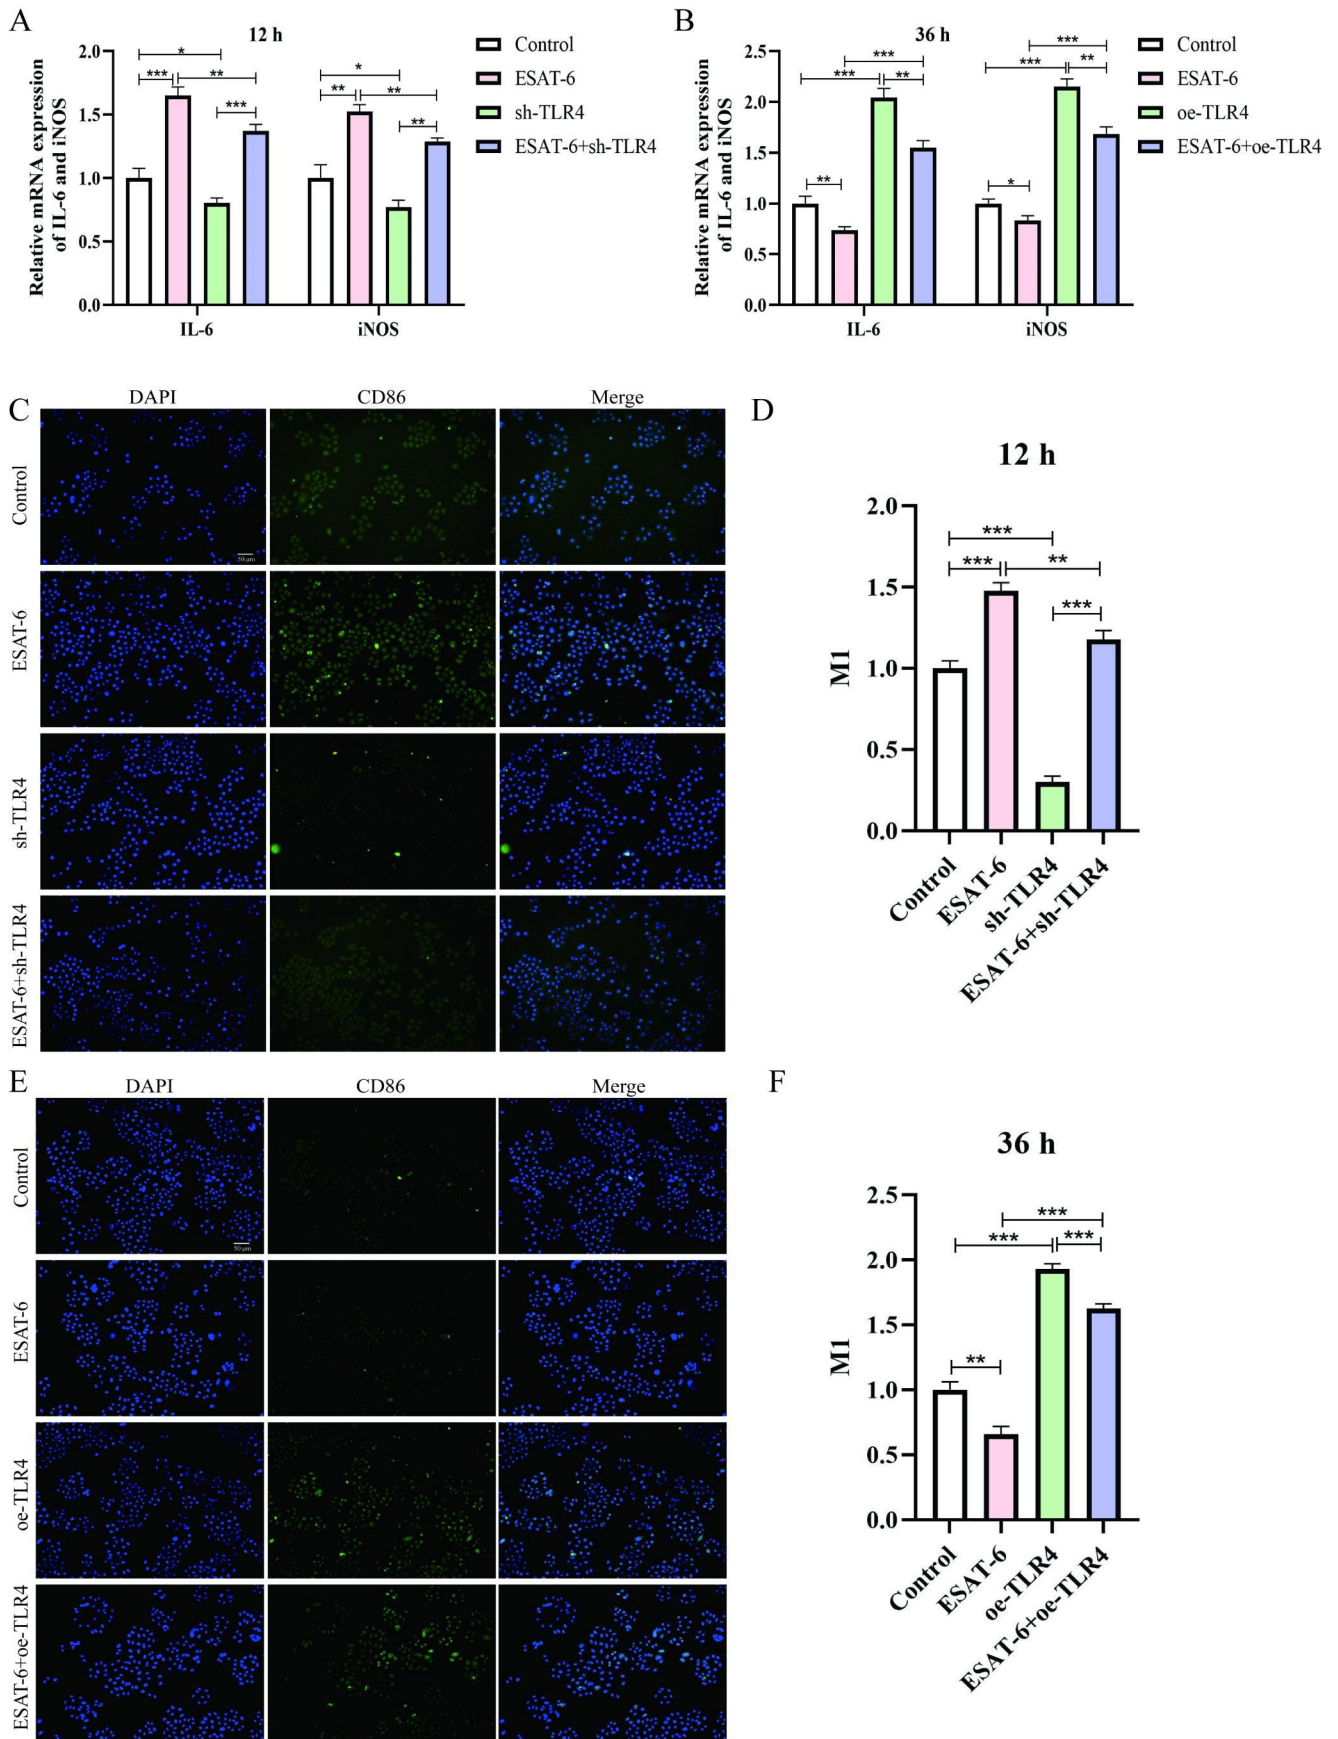 A
12 h
Relative mRNA expression
of IL-6 and iNOS
2.0
1.5
1.0
0.5
0.0
* *** ** ***
* ** ** **
IL-6 iNOS
Control
ESAT-6
sh-TLR4
ESAT-6+sh-TLR4
B
36 h
Relative mRNA expression
of IL-6 and iNOS
2.5
2.0
1.5
1.0
0.5
0.0
*** *** ** **
*** *** ** *
IL-6 iNOS
Control
ESAT-6
oe-TLR4
ESAT-6+oe-TLR4
C
DAPI CD86 Merge
Control
50 μm
ESAT-6
sh-TLR4
ESAT-6+sh-TLR4
D
12 h
M1
2.0
1.5
1.0
0.5
0.0
***
*** **
***
Control
ESAT-6
sh-TLR4
ESAT-6+sh-TLR4
E
DAPI CD86 Merge
Control
50 μm
ESAT-6
oe-TLR4
ESAT-6+oe-TLR4
F
36 h
M1
2.5
2.0
1.5
1.0
0.5
0.0
***
*** ***
**
Control
ESAT-6
oe-TLR4
ESAT-6+oe-TLR4